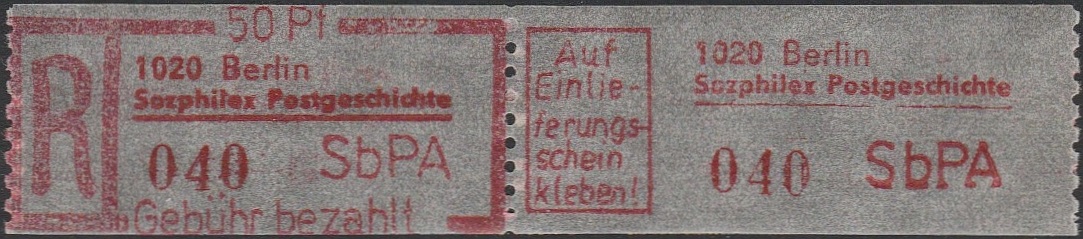 50 Pf
R
1020 Berlin
Sozphilex Postgeschichte
040 SbPA
Gebühr bezahlt
Auf
Einlie-
ferungs-
schein
kleben!
1020 Berlin
Sozphilex Postgeschichte
040 SbPA